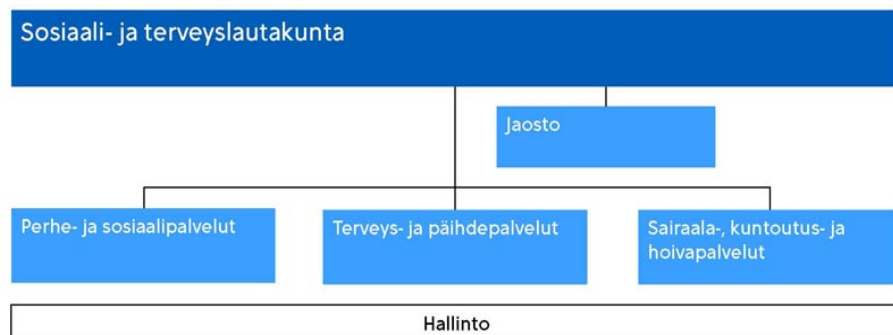 Sosiaali- ja terveyslautakunta
Jaosto
Perhe- ja sosiaalipalvelut
Terveys- ja päihdepalvelut
Sairaala-, kuntoutus- ja
hoivapalvelut
Hallinto